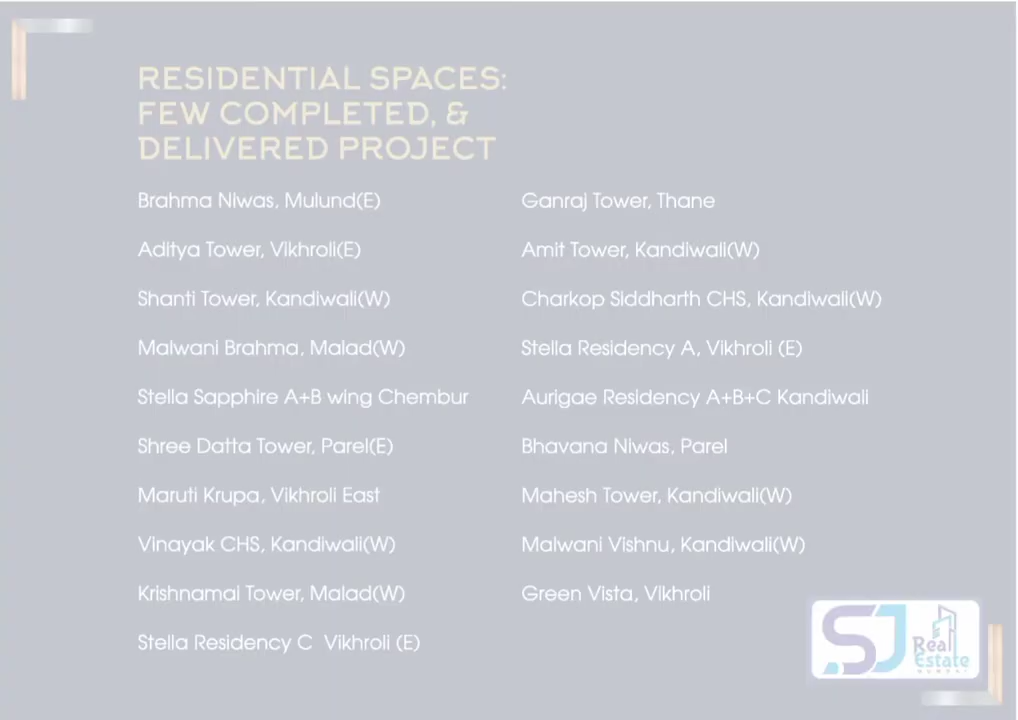 RESIDENTIAL SPACES:
FEW COMPLETED, &
DELIVERED PROJECT
Brahma Niwas, Mulund(E)
Aditya Tower, Vikhroli(E)
Shanti Tower, Kandiwali(W)
Malwani Brahma, Malad(W)
Stella Sapphire A+B wing Chembur
Shree Datta Tower, Parel(E)
Maruti Krupa, Vikhroli East
Vinayak CHS, Kandiwali(W)
Krishnamai Tower, Malad(W)
Stella Residency C Vikhroli (E)
Ganraj Tower, Thane
Amit Tower, Kandiwali(W)
Charkop Siddharth CHS, Kandiwali(W)
Stella Residency A, Vikhroli (E)
Aurigae Residency A+B+C Kandiwali
Bhavana Niwas, Parel
Mahesh Tower, Kandiwali(W)
Malwani Vishnu, Kandiwali(W)
Green Vista, Vikhroli
SJ
Real
Estate
MUMBAI